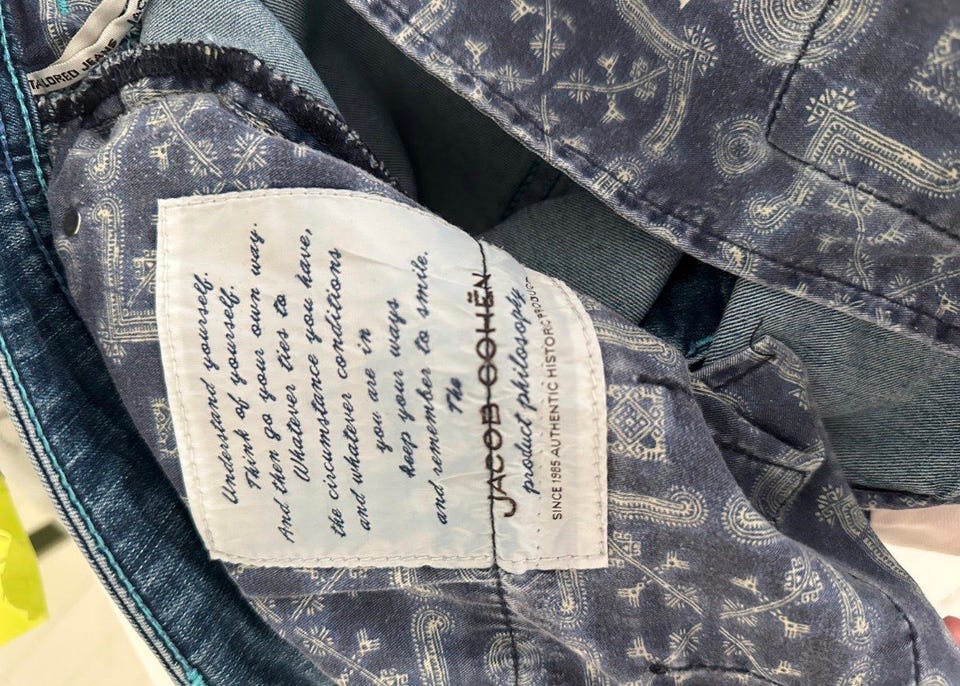 TAILORED JEANS
Understand yourself.
Think of yourself.
And then go your own way.
Whatever ties to
the circumstance you have,
and whatever conditions
you are in
keep your ways
and remember to smile.
The
JACOB COHËN
product philosopy
SINCE 1985 AUTHENTIC HISTORIC PRODUCT